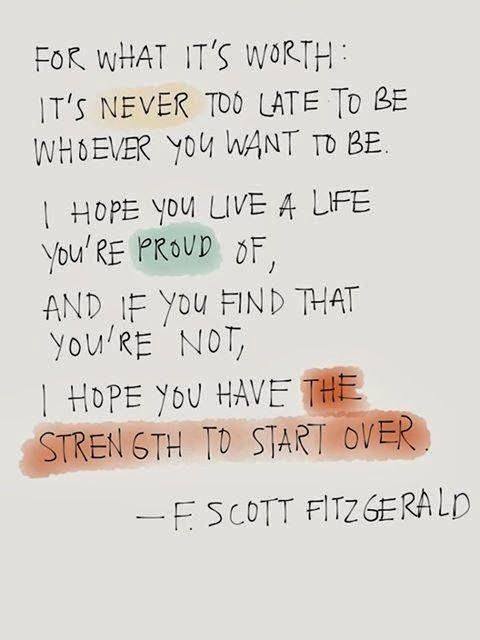 FOR WHAT IT'S WORTH:
IT'S NEVER TOO LATE TO BE
WHOEVER YOU WANT TO BE.
I HOPE YOU LIVE A LIFE
YOU'RE PROUD OF,
AND IF YOU FIND THAT
YOU'RE NOT,
I HOPE YOU HAVE THE
STRENGTH TO START OVER.
—F. SCOTT FITZGERALD